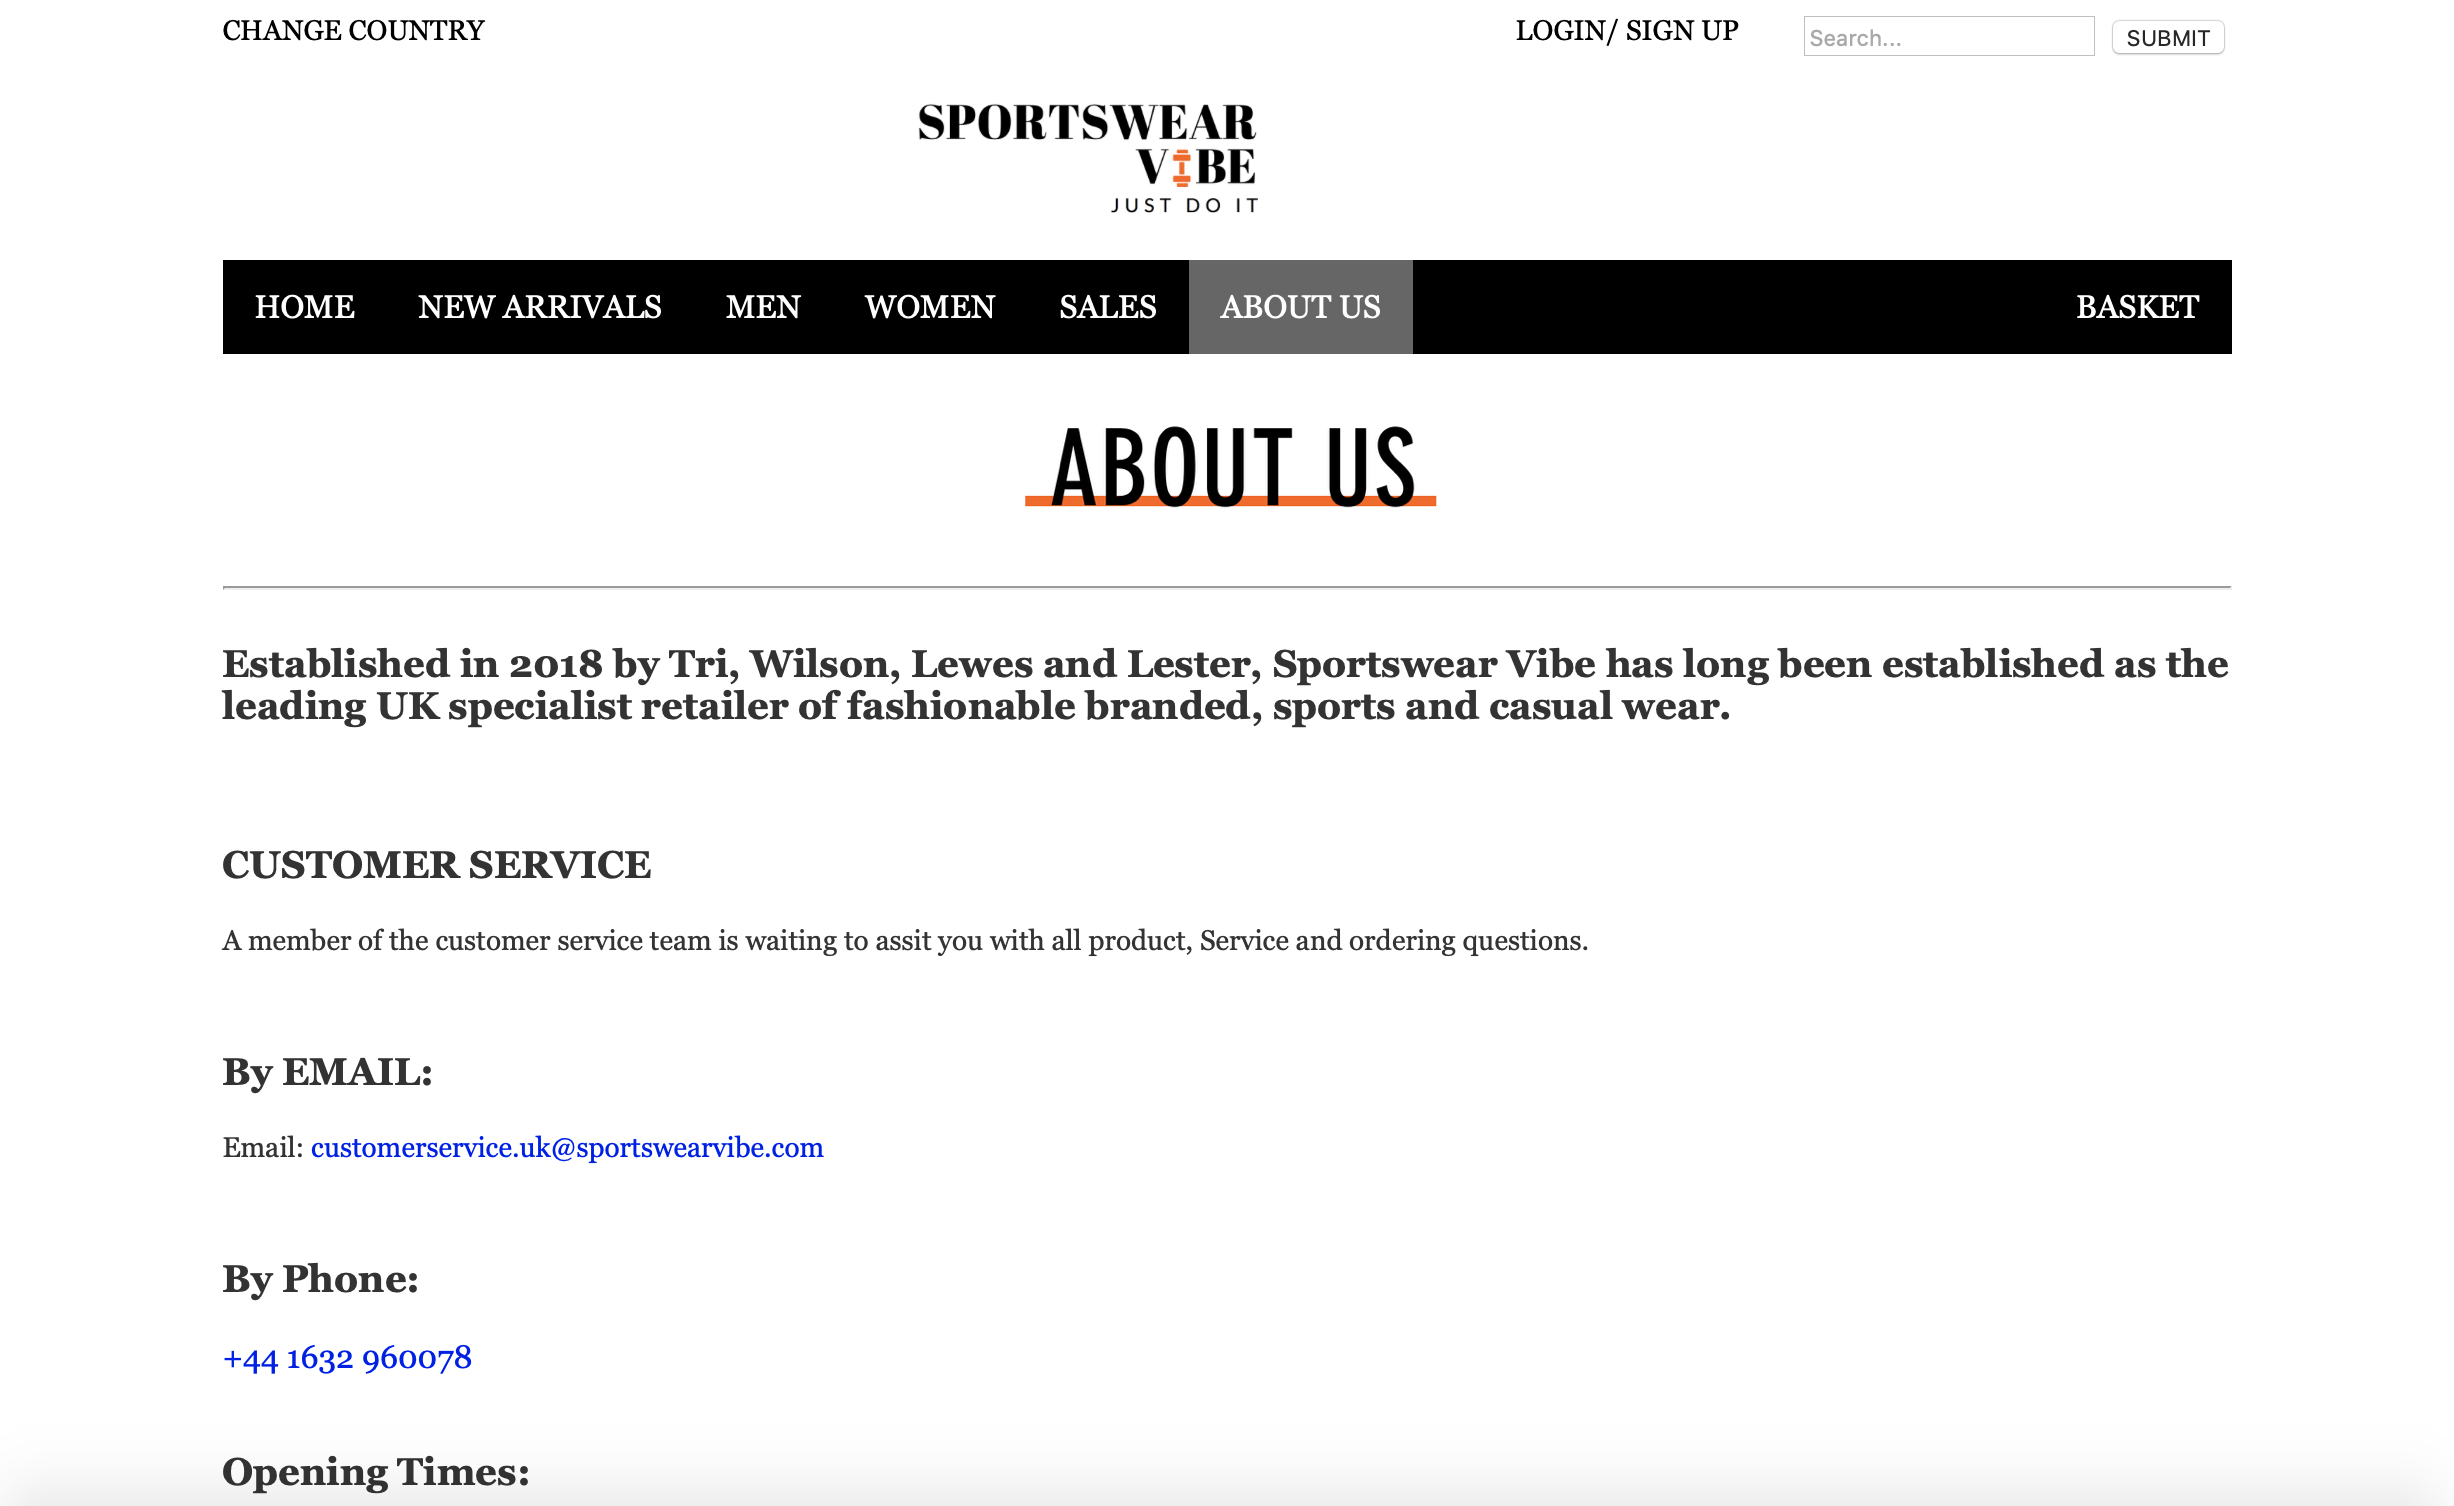 CHANGE COUNTRY
LOGIN/ SIGN UP
Search...
SUBMIT
SPORTSWEAR
VIBE
JUST DO IT
HOME
NEW ARRIVALS
MEN
WOMEN
SALES
ABOUT US
BASKET
ABOUT US
Established in 2018 by Tri, Wilson, Lewes and Lester, Sportswear Vibe has long been established as the
leading UK specialist retailer of fashionable branded, sports and casual wear.
CUSTOMER SERVICE
A member of the customer service team is waiting to assit you with all product, Service and ordering questions.
By EMAIL:
Email: customerservice.uk@sportswearvibe.com
By Phone:
+44 1632 960078
Opening Times: